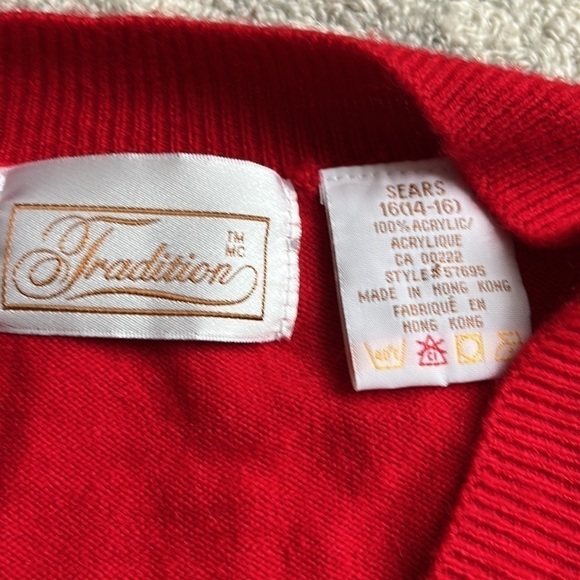 Tradition
TM
MC
SEARS
16(14-16)
100% ACRYLIC/
ACRYLIQUE
CA 00222
STYLE 57695
MADE IN HONG KONG
FABRIQUÉ EN
HONG KONG